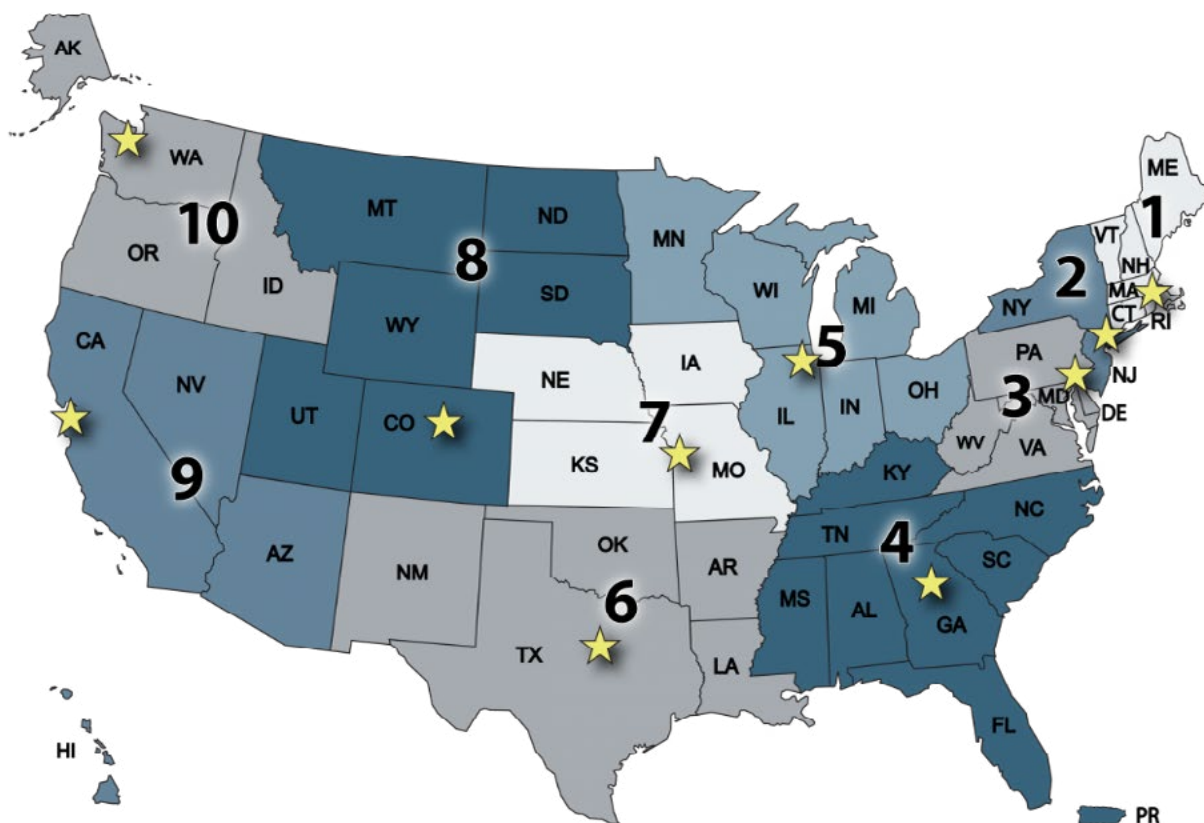 AK
WA
ME
MT
ND
VT
1
10
MN
8
2
NH
OR
ID
SD
WI
MI
MA
NY
CT
RI
WY
CA
5
PA
IA
NJ
NV
NE
OH
MD
3
DE
UT
CO
7
IL
IN
WV
VA
KS
MO
9
KY
NC
TN
4
OK
AZ
NM
AR
SC
6
MS
AL
GA
TX
LA
FL
HI
PR